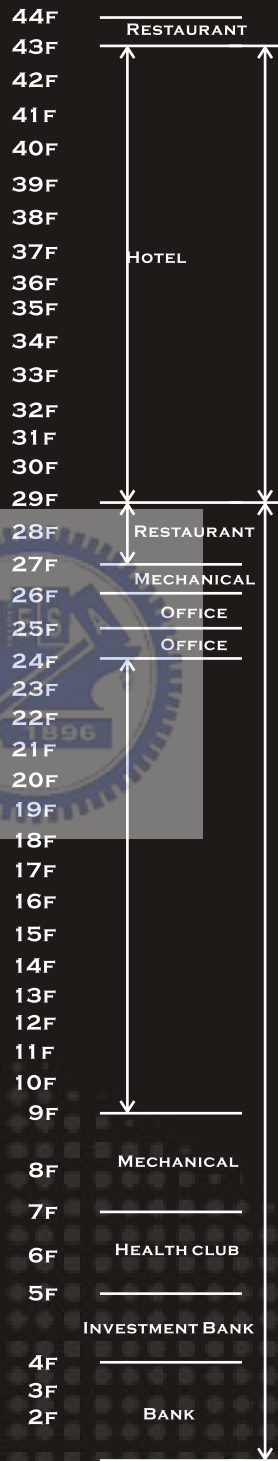 44F
RESTAURANT
43F
42F
41F
40F
39F
38F
37F
HOTEL
36F
35F
34F
33F
32F
31F
30F
29F
28F RESTAURANT
27F
MECHANICAL
26F
OFFICE
25F
OFFICE
24F
23F
22F
1896
21F
20F
19F
18F
17F
16F
15F
14F
13F
12F
11F
10F
9F
MECHANICAL
8F
7F
6F HEALTH CLUB
5F
INVESTMENT BANK
4F
3F
2F BANK